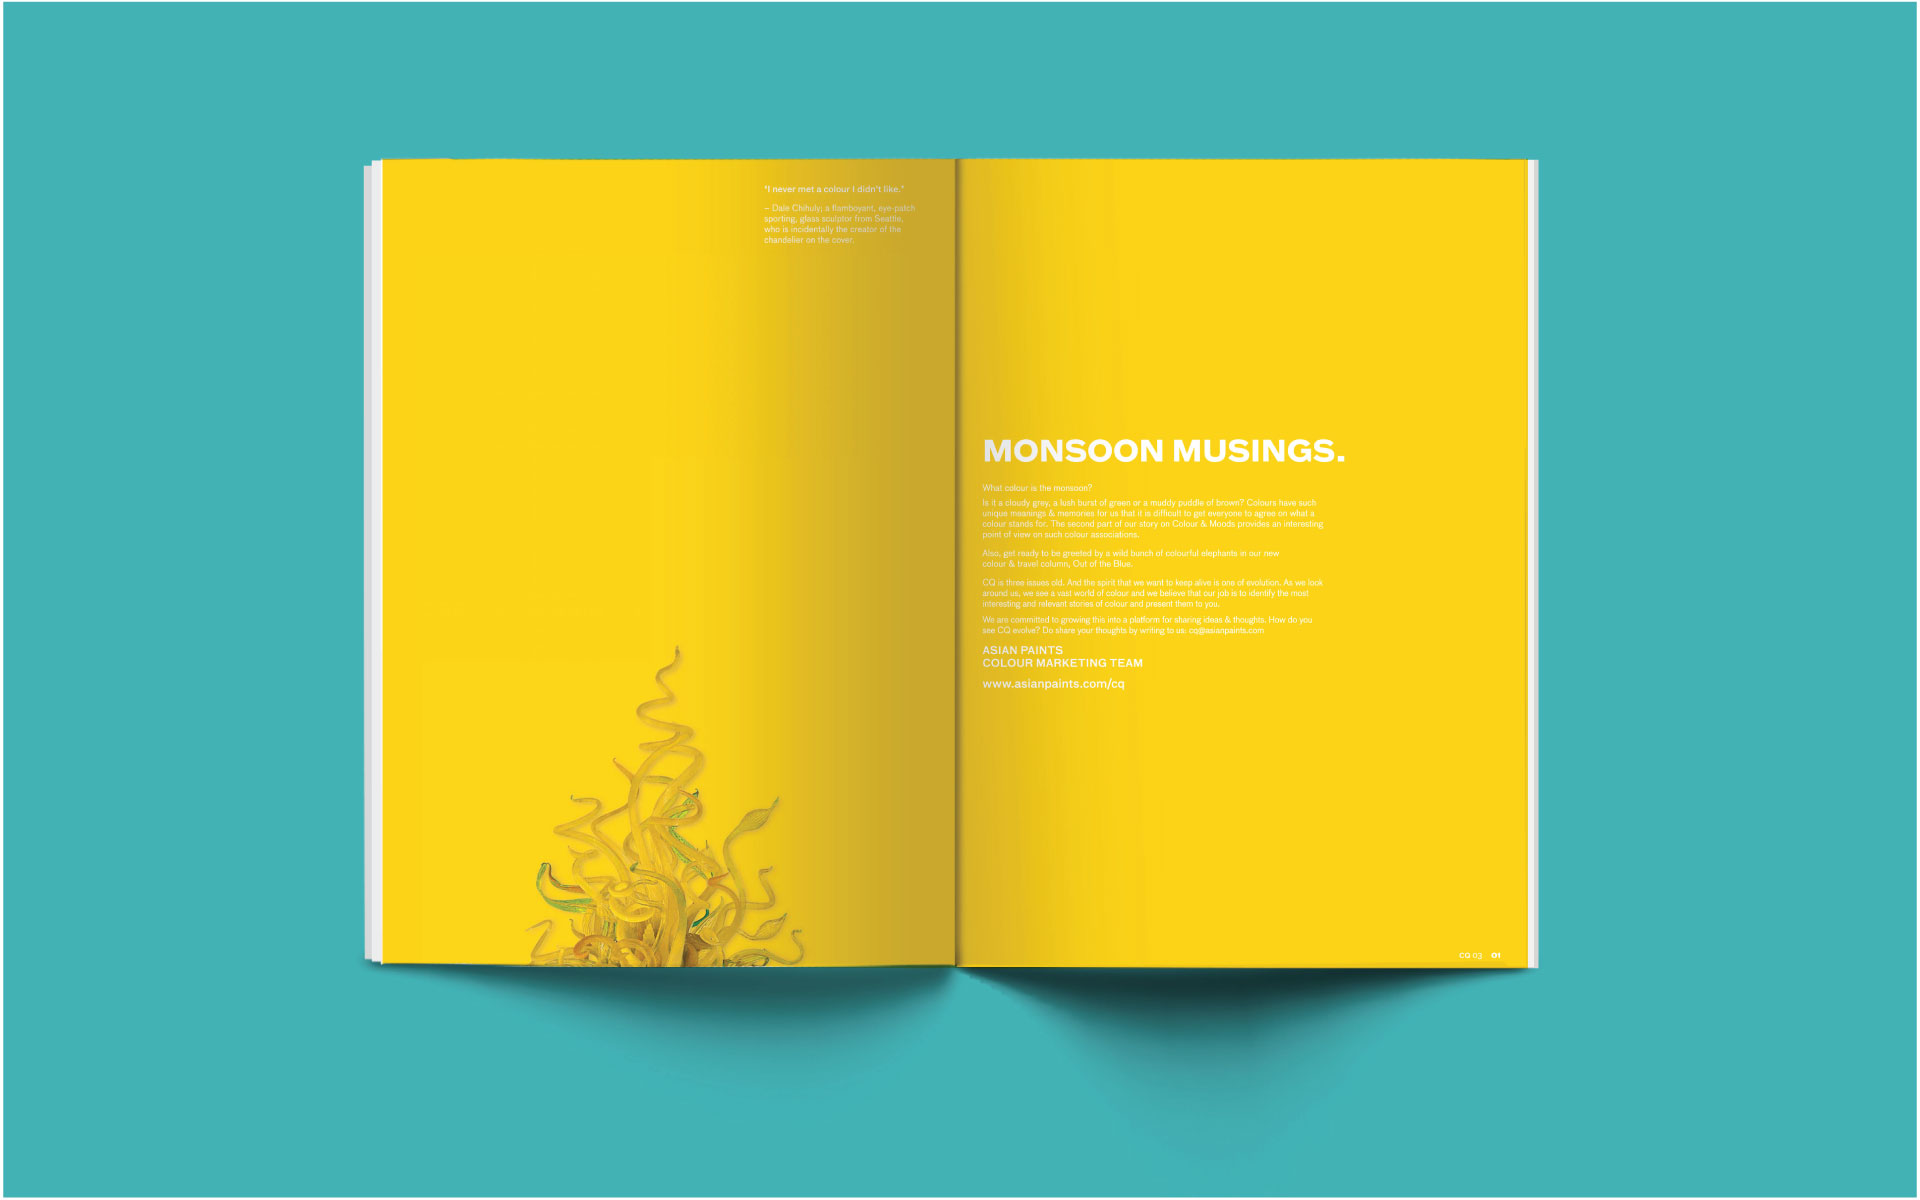 "I never met a colour I didn't like."
– Dale Chihuly; a flamboyant, eye-patch
sporting, glass sculptor from Seattle,
who is incidentally the creator of the
chandelier on the cover.
MONSOON MUSINGS.
What colour is the monsoon?
Is it a cloudy grey, a lush burst of green or a muddy puddle of brown? Colours have such
unique meanings & memories for us that it is difficult to get everyone to agree on what a
colour stands for. The second part of our story on Colour & Moods provides an interesting
point of view on such colour associations.
Also, get ready to be greeted by a wild bunch of colourful elephants in our new
colour & travel column, Out of the Blue.
CQ is three issues old. And the spirit that we want to keep alive is one of evolution. As we look
around us, we see a vast world of colour and we believe that our job is to identify the most
interesting and relevant stories of colour and present them to you.
We are committed to growing this into a platform for sharing ideas & thoughts. How do you
see CQ evolve? Do share your thoughts by writing to us: cq@asianpaints.com
ASIAN PAINTS
COLOUR MARKETING TEAM
www.asianpaints.com/cq
CQ 03 01